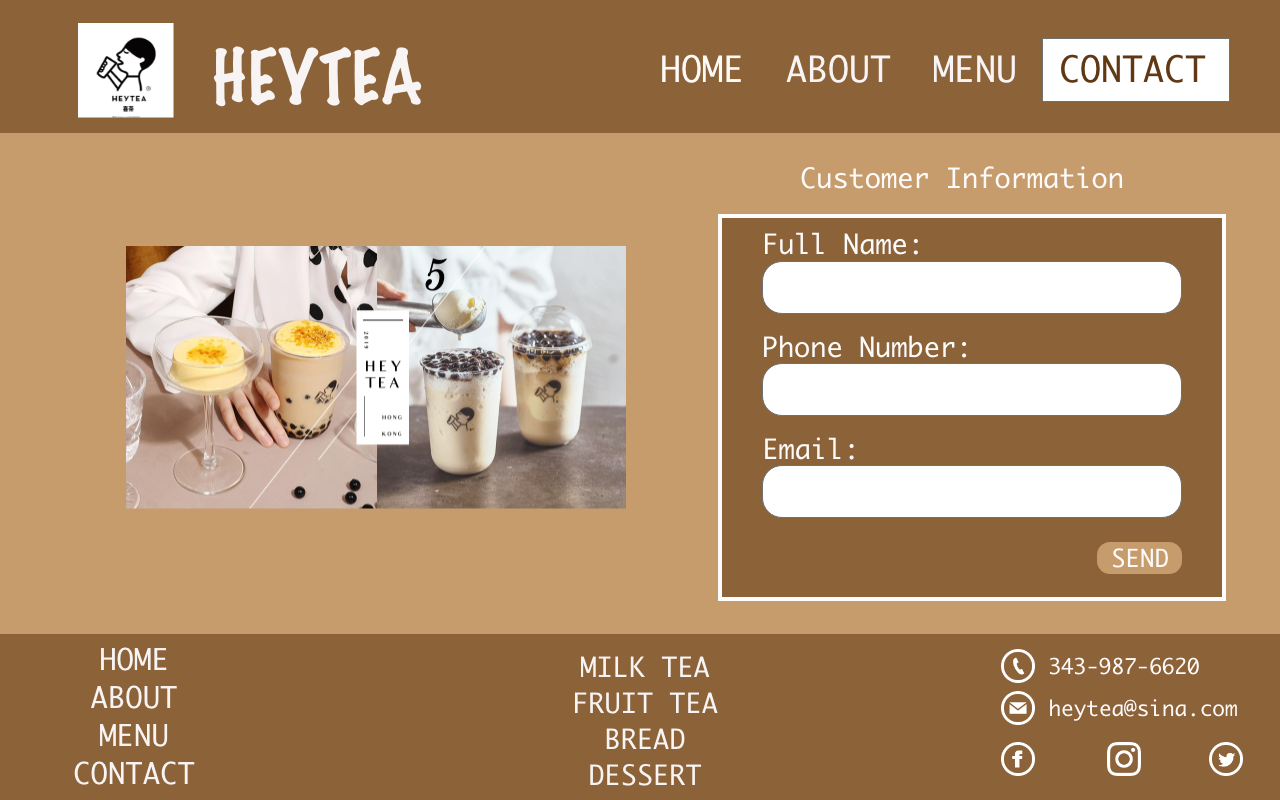 HEYTEA
喜茶
HEYTEA
HOME ABOUT MENU CONTACT
Customer Information
Full Name:
Phone Number:
Email:
SEND
5
2019
HEY
TEA
HONG
KONG
HOME
ABOUT
MENU
CONTACT
MILK TEA
FRUIT TEA
BREAD
DESSERT
343-987-6620
heytea@sina.com